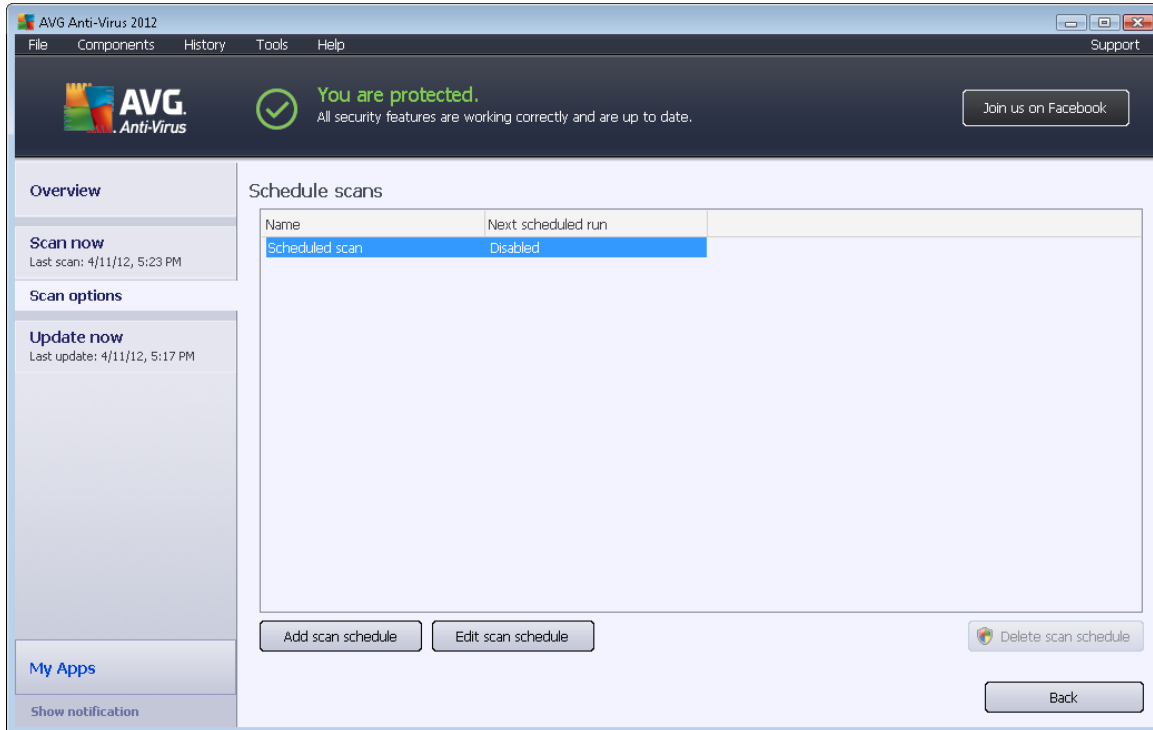 AVG Anti-Virus 2012
File Components History Tools Help Support
AVG.
Anti-Virus
You are protected.
All security features are working correctly and are up to date.
Join us on Facebook
Overview
Scan now
Last scan: 4/11/12, 5:23 PM
Scan options
Update now
Last update: 4/11/12, 5:17 PM
My Apps
Show notification
Schedule scans
Name Next scheduled run
Scheduled scan Disabled
Add scan schedule Edit scan schedule Delete scan schedule
Back